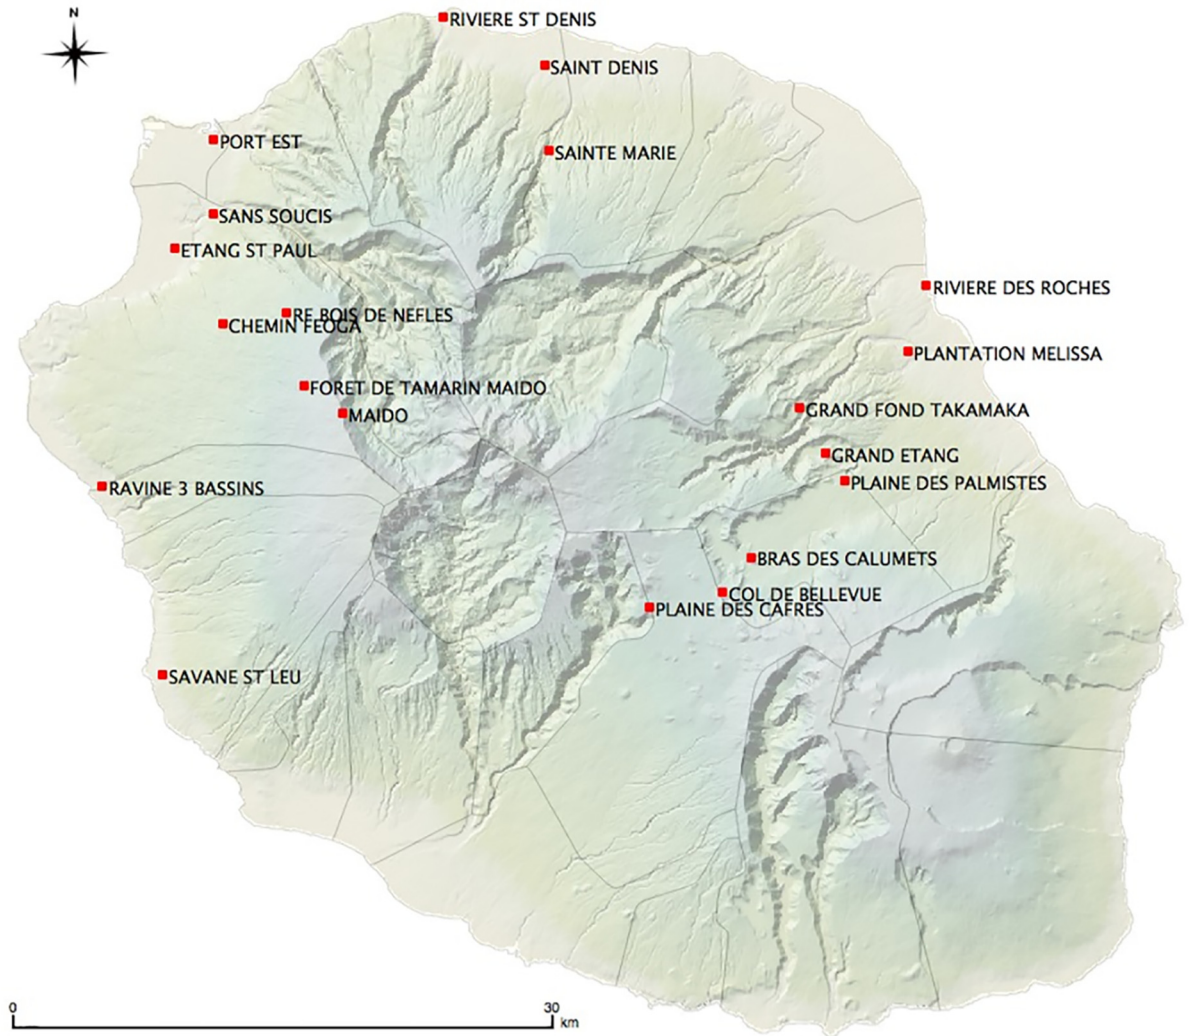 N
RIVIERE ST DENIS
SAINT DENIS
PORT EST
SAINTE MARIE
SANS SOUCIS
ETANG ST PAUL
RIVIERE DES ROCHES
RE BOIS DE NEFLES
CHEMIN FEOGA
PLANTATION MELISSA
FORET DE TAMARIN MAIDO
MAIDO
GRAND FOND TAKAMAKA
GRAND ETANG
PLAINE DES PALMISTES
RAVINE 3 BASSINS
BRAS DES CALUMETS
COL DE BELLEVUE
PLAINE DES CAFRES
SAVANE ST LEU
0 30
km